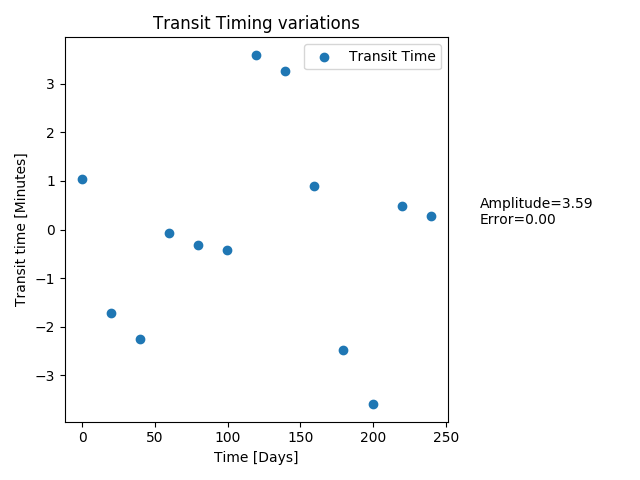 Transit Timing variations
Transit Time
Transit time [Minutes]
3
2
1
0
−1
−2
−3
0
50
100
150
200
250
Time [Days]
Amplitude=3.59
Error=0.00